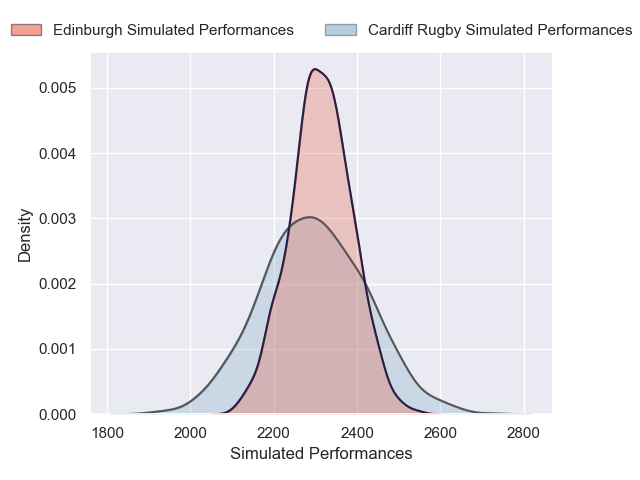 Edinburgh Simulated Performances
Cardiff Rugby Simulated Performances
0.005
0.004
0.003
0.002
0.001
0.000
Density
1800 2000 2200 2400 2600 2800
Simulated Performances